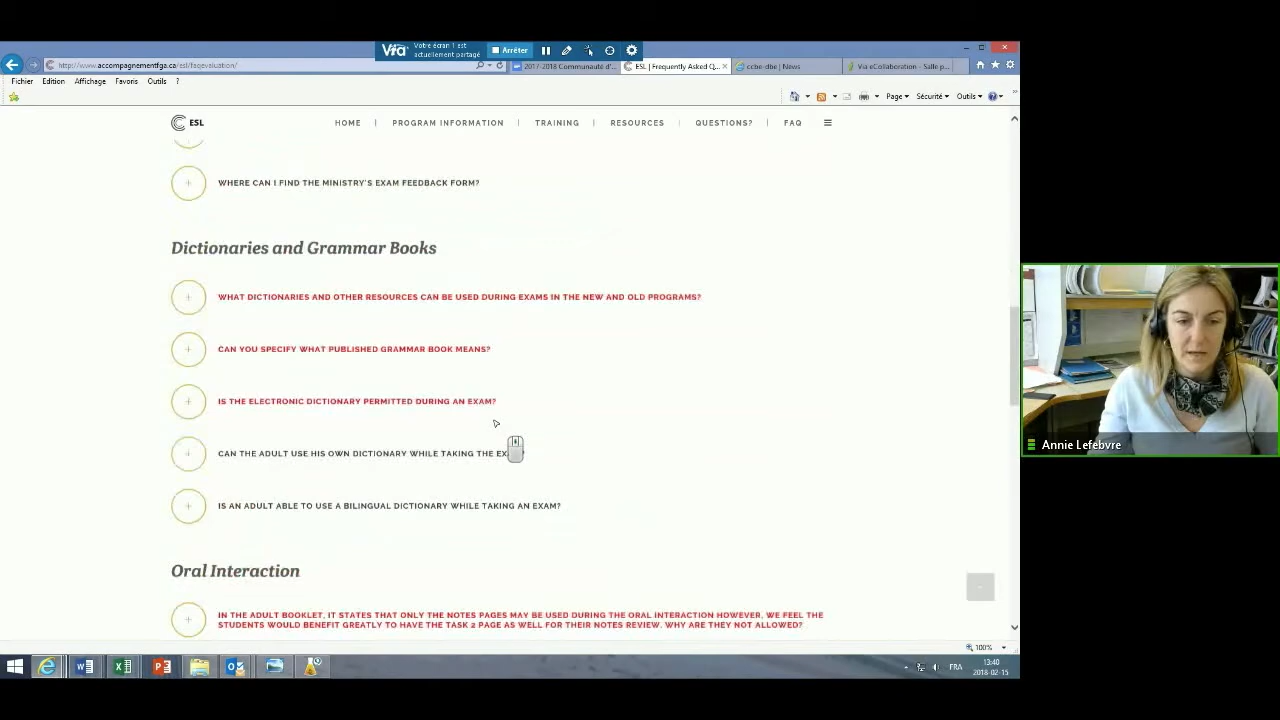 Via
Votre écran 1 est
actuellement partagé
Arrêter
http://www.accompagnementfga.ca/esl/faqevaluation/
2017-2018 Communauté d'...
ESL | Frequently Asked Q...
ccbe-dbe | News
Via eCollaboration - Salle p...
Fichier Edition Affichage Favoris Outils ?
Page Sécurité Outils
ESL
HOME PROGRAM INFORMATION TRAINING RESOURCES QUESTIONS? FAQ
WHERE CAN I FIND THE MINISTRY'S EXAM FEEDBACK FORM?
Dictionaries and Grammar Books
WHAT DICTIONARIES AND OTHER RESOURCES CAN BE USED DURING EXAMS IN THE NEW AND OLD PROGRAMS?
CAN YOU SPECIFY WHAT PUBLISHED GRAMMAR BOOK MEANS?
IS THE ELECTRONIC DICTIONARY PERMITTED DURING AN EXAM?
CAN THE ADULT USE HIS OWN DICTIONARY WHILE TAKING THE
IS AN ADULT ABLE TO USE A BILINGUAL DICTIONARY WHILE TAKING AN EXAM?
Oral Interaction
IN THE ADULT BOOKLET, IT STATES THAT ONLY THE NOTES PAGES MAY BE USED DURING THE ORAL INTERACTION HOWEVER, WE FEEL THE
STUDENTS WOULD BENEFIT GREATLY TO HAVE THE TASK 2 PAGE AS WELL FOR THEIR NOTES REVIEW. WHY ARE THEY NOT ALLOWED?
Annie Lefebvre
100%
FRA
13:40
2018-02-15